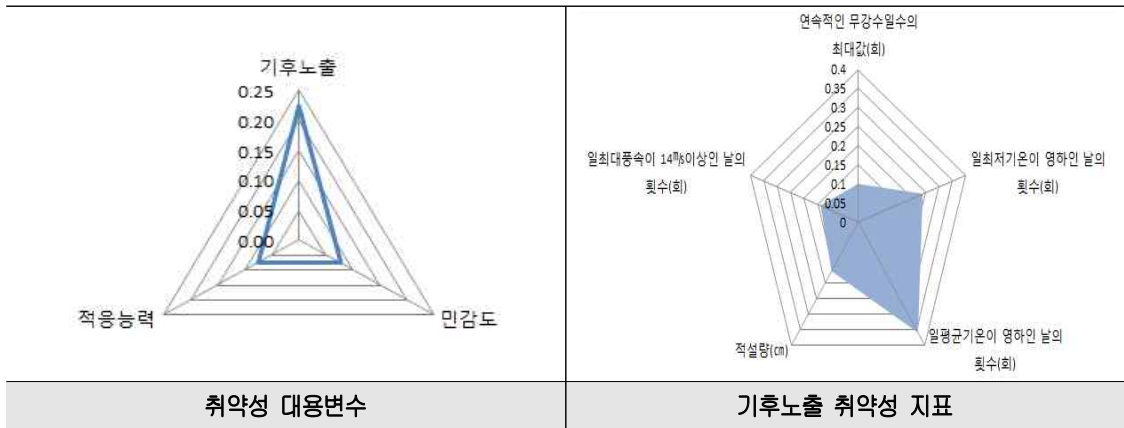 기후노출
0.25
0.20
0.15
0.10
0.05
0.00
적응능력
민감도
연속적인 무강수일수의
최대값(회)
0.4
0.35
0.3
0.25
0.2
0.15
0.1
0.05
0
일최대풍속이 14㎧이상인 날의
횟수(회)
일최저기온이 영하인 날의
횟수(회)
적설량(㎝)
일평균기온이 영하인 날의
횟수(회)
취약성 대용변수
기후노출 취약성 지표